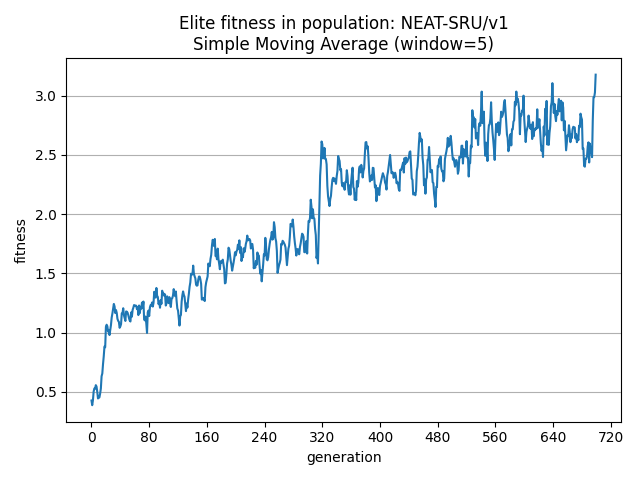 Elite fitness in population: NEAT-SRU/v1
Simple Moving Average (window=5)
fitness
3.0
2.5
2.0
1.5
1.0
0.5
0 80 160 240 320 400 480 560 640 720
generation